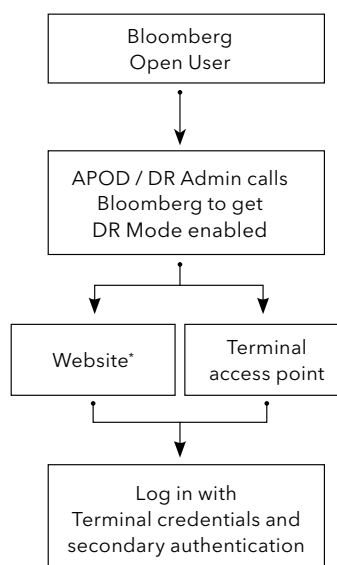 Bloomberg
Open User
APOD / DR Admin calls
Bloomberg to get
DR Mode enabled
Website*
Terminal
access point
Log in with
Terminal credentials and
secondary authentication